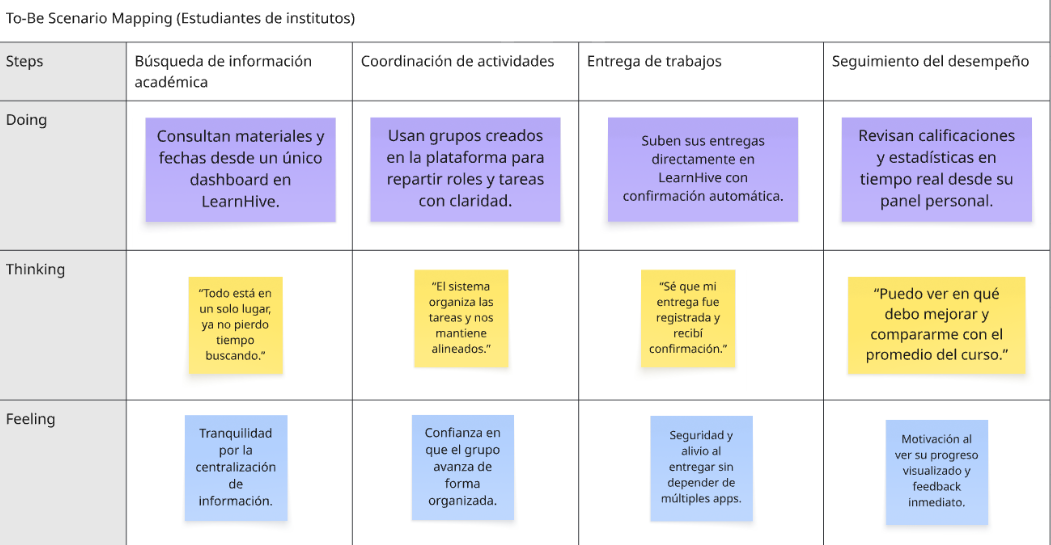 To-Be Scenario Mapping (Estudiantes de institutos)
Steps
Búsqueda de información
académica
Coordinación de actividades
Entrega de trabajos
Seguimiento del desempeño
Doing
Consultan materiales y
fechas desde un único
dashboard en
LearnHive.
Usan grupos creados
en la plataforma para
repartir roles y tareas
con claridad.
Suben sus entregas
directamente en
LearnHive con
confirmación automática.
Revisan calificaciones
y estadísticas en
tiempo real desde su
panel personal.
Thinking
“Todo está en
un solo lugar,
ya no pierdo
tiempo
buscando.”
“El sistema
organiza las
tareas y nos
mantiene
alineados.”
“Sé que mi
entrega fue
registrada y
recibí
confirmación.”
“Puedo ver en qué
debo mejorar y
compararme con el
promedio del curso.”
Feeling
Tranquilidad
por la
centralización
de
información.
Confianza en
que el grupo
avanza de
forma
organizada.
Seguridad y
alivio al
entregar sin
depender de
múltiples apps.
Motivación al
ver su progreso
visualizado y
feedback
inmediato.